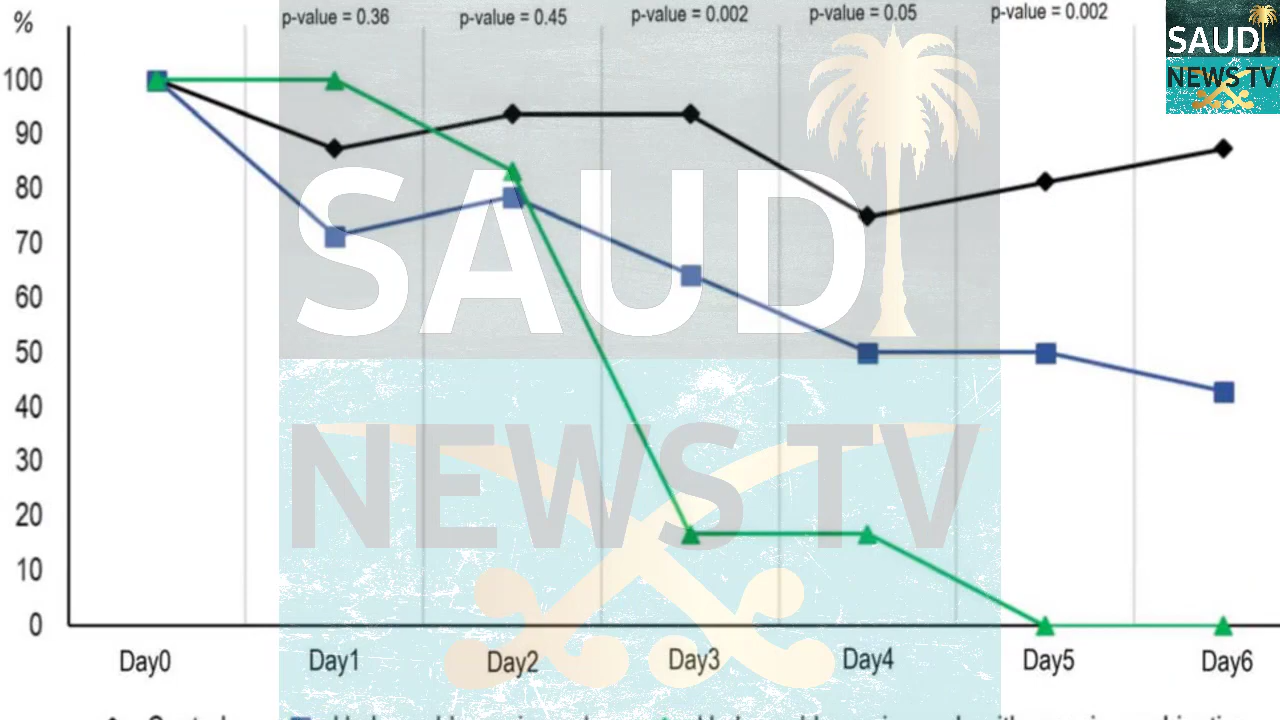 p-value = 0.36 p-value = 0.45 p-value = 0.002 p-value = 0.05 p-value = 0.002
%
100
90
80
70
60
50
40
30
20
10
0
Day0 Day1 Day2 Day3 Day4 Day5 Day6
SAUDI
NEWS TV
SAUDI
NEWS TV